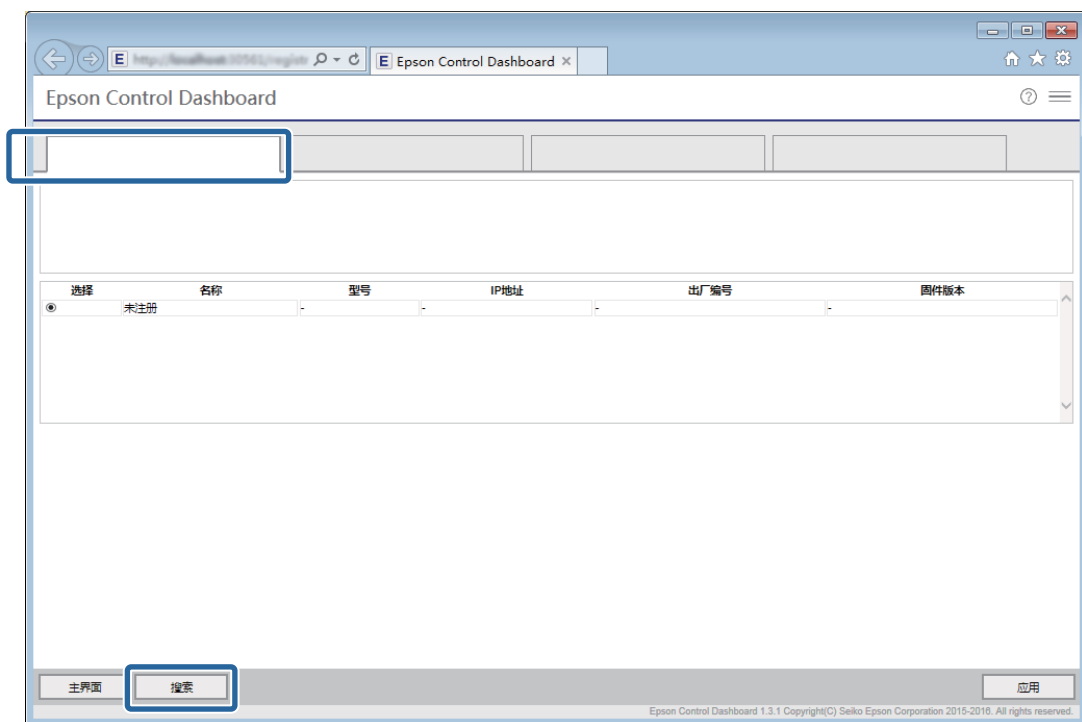 E
E Epson Control Dashboard ×
Epson Control Dashboard
?
选择 名称 型号 IP地址 出厂编号 固件版本
未注册 - - - -
主界面 搜索 应用
Epson Control Dashboard 1.3.1 Copyright(C) Seiko Epson Corporation 2015-2016. All rights reserved.